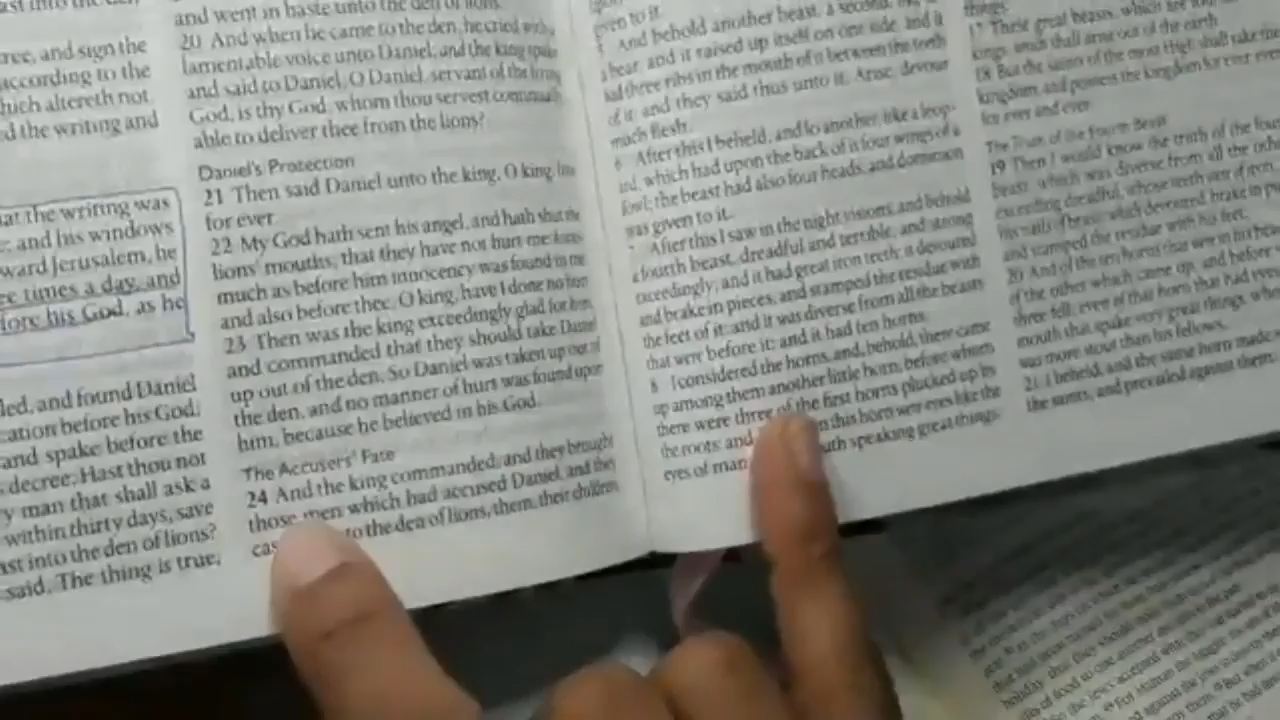 ree, and sign the
according to the
hich altereth not.
d the writing and
at the writing was
and his windows
ward Jerusalem, he
times a day, and
fore his God, as he
led, and found Daniel
cation before his God.
and spake before the
decree; Hast thou not
y man that shall ask a
within thirty days, save
ast into the den of lions?
said, The thing is true,
and went in haste unto the den of lions.
20 And when he came to the den, he cried with
lamentable voice unto Daniel: and the king spake
and said to Daniel, O Daniel, servant of the living
God, is thy God, whom thou servest continually
able to deliver thee from the lions?
Daniel's Protection
21 Then said Daniel unto the king, O king, live
for ever.
22 My God hath sent his angel, and hath shut the
lions' mouths, that they have not hurt me: foras-
much as before him innocency was found in me
and also before thee, O king, have I done no hurt
23 Then was the king exceedingly glad for him,
and commanded that they should take Daniel
up out of the den. So Daniel was taken up out of
the den, and no manner of hurt was found upon
him, because he believed in his God.
The Accusers' Fate
24 And the king commanded, and they brought
those men which had accused Daniel, and they
cas to the den of lions, them, their children
given to it.
5 And behold another beast, a second,
a bear, and it raised up itself on one side, and it
had three ribs in the mouth of it between the teeth
of it: and they said thus unto it, Arise, devour
much flesh.
6 After this I beheld, and lo another, like a leop-
ard, which had upon the back of it four wings of a
fowl; the beast had also four heads; and dominion
was given to it.
7 After this I saw in the night visions, and behold
a fourth beast, dreadful and terrible, and strong
exceedingly; and it had great iron teeth: it devoured
and brake in pieces, and stamped the residue with
the feet of it: and it was diverse from all the beasts
that were before it; and it had ten horns.
8 I considered the horns, and, behold, there came
up among them another little horn, before whom
there were three of the first horns plucked up by
the roots: and in this horn were eyes like the
eyes of man uth speaking great things.
things.
17 These great beasts, which are
kings, which shall arise out of the earth.
18 But the saints of the most High shall take the
kingdom, and possess the kingdom for ever, even
for ever and ever.
The Truth of the Fourth Beast
19 Then I would know the truth of the four
beast, which was diverse from all the othe
exceeding dreadful, whose teeth were of iron,
his nails of brass; which devoured, brake in pie
and stamped the residue with his feet;
20 And of the ten horns that were in his hea
of the other which came up, and before w
three fell; even of that horn that had eyes
mouth that spake very great things, whos
was more stout than his fellows.
21 I beheld, and the same horn made w
the saints, and prevailed against them;